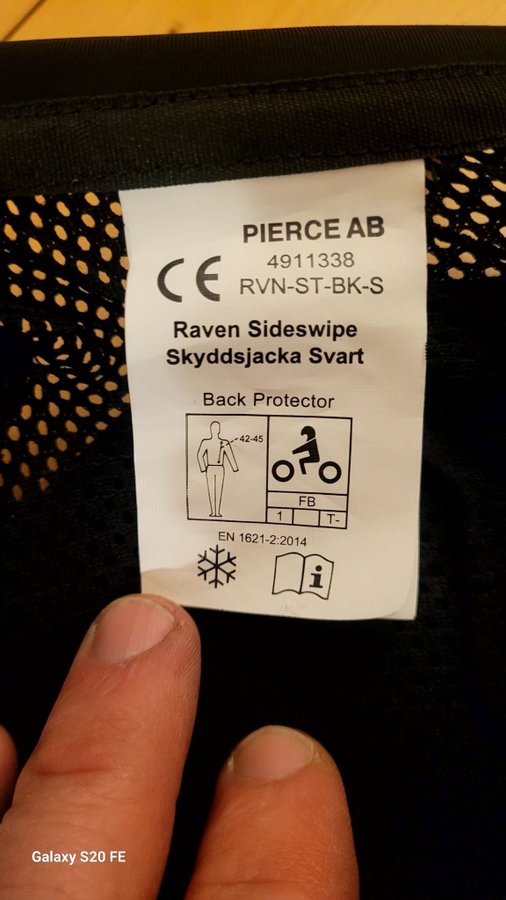 PIERCE AB
4911338
CE RVN-ST-BK-S
Raven Sideswipe
Skyddsjacka Svart
Back Protector
42-45
FB
1 T-
EN 1621-2:2014
i
Galaxy S20 FE